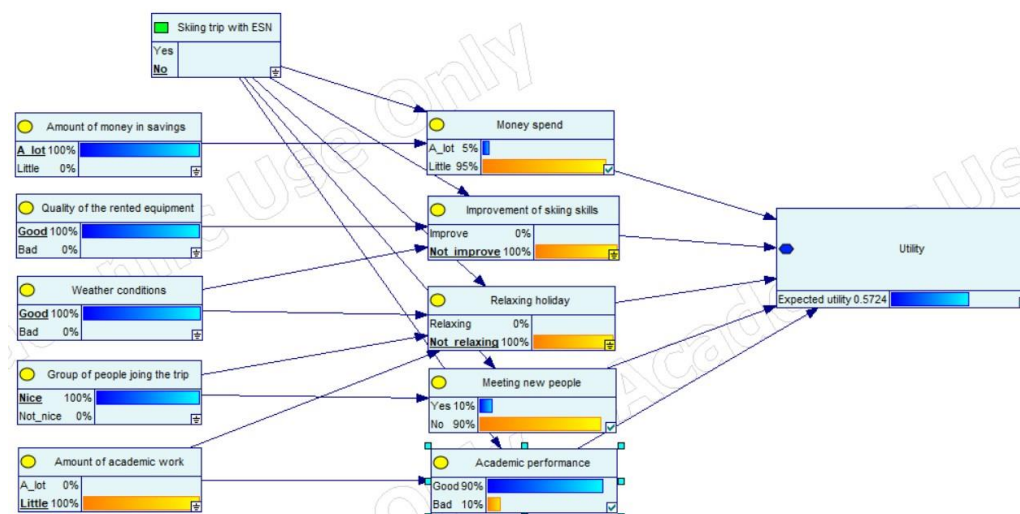 Skiing trip with ESN
Yes
No
Amount of money in savings
A_lot 100%
Little 0%
Money spend
A_lot 5%
Little 95%
Quality of the rented equipment
Good 100%
Bad 0%
Improvement of skiing skills
Improve 0%
Not_improve 100%
Utility
Expected utility 0.5724
Weather conditions
Good 100%
Bad 0%
Relaxing holiday
Relaxing 0%
Not_relaxing 100%
Group of people joing the trip
Nice 100%
Not_nice 0%
Meeting new people
Yes 10%
No 90%
Amount of academic work
A_lot 0%
Little 100%
Academic performance
Good 90%
Bad 10%
Use Only